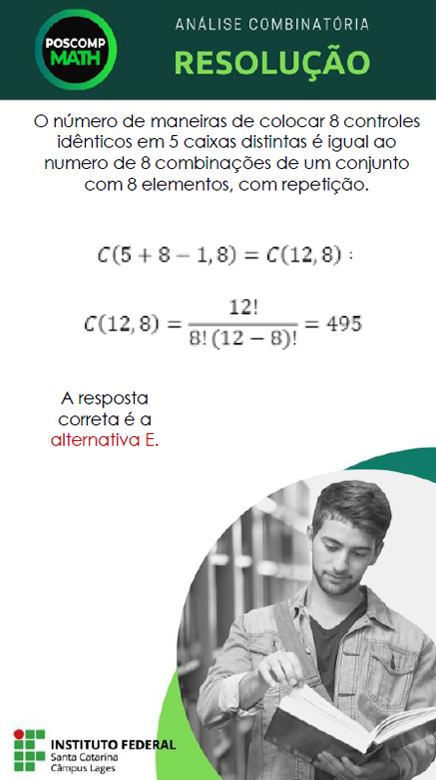 POSCOMP
MATH
ANÁLISE COMBINATÓRIA
RESOLUÇÃO
O número de maneiras de colocar 8 controles
idênticos em 5 caixas distintas é igual ao
numero de 8 combinações de um conjunto
com 8 elementos, com repetição.
C(5 + 8 − 1, 8) = C(12, 8) :
C(12, 8) = 12! / 8! (12 − 8)! = 495
A resposta
correta é a
alternativa E.
INSTITUTO FEDERAL
Santa Catarina
Câmpus Lages